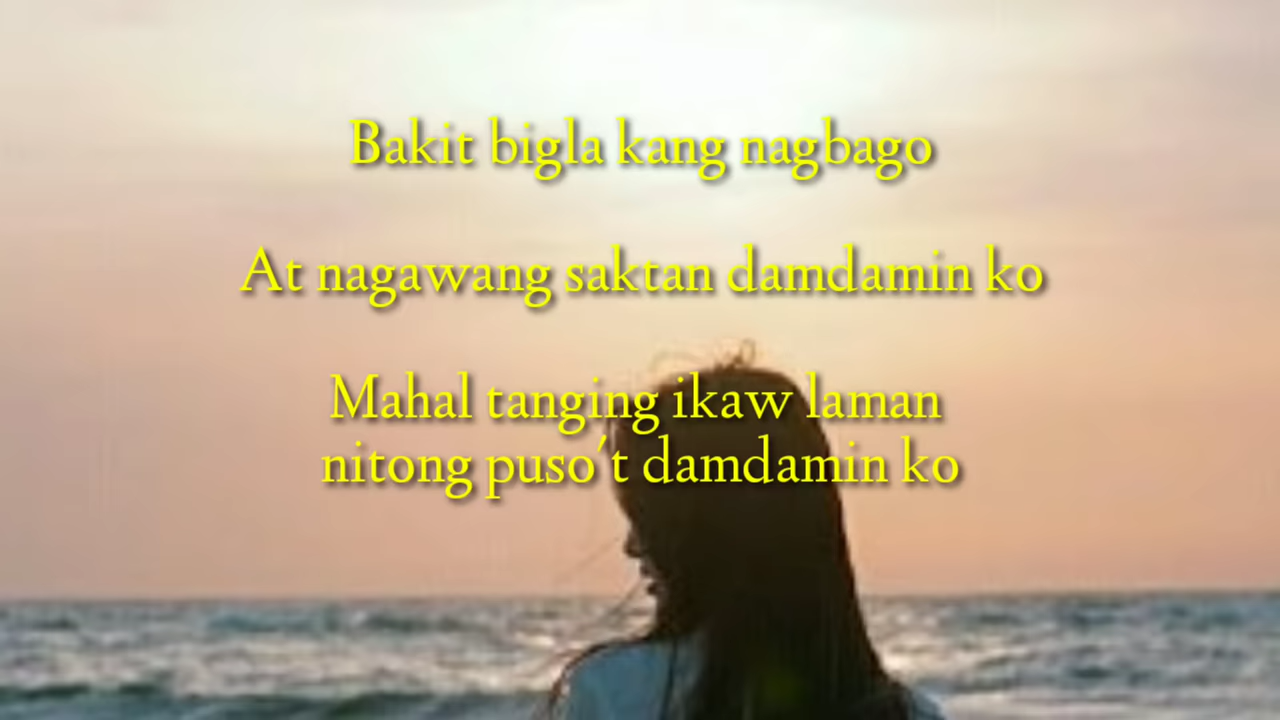 Bakit bigla kang nagbago
At nagawang saktan damdamin ko
Mahal tanging ikaw laman
nitong puso't damdamin ko